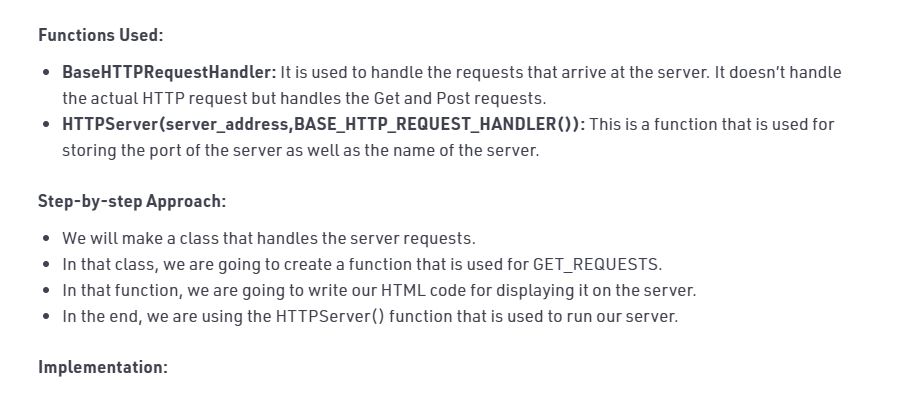 Functions Used:
• BaseHTTPRequestHandler: It is used to handle the requests that arrive at the server. It doesn’t handle
the actual HTTP request but handles the Get and Post requests.
• HTTPServer(server_address,BASE_HTTP_REQUEST_HANDLER()): This is a function that is used for
storing the port of the server as well as the name of the server.
Step-by-step Approach:
• We will make a class that handles the server requests.
• In that class, we are going to create a function that is used for GET_REQUESTS.
• In that function, we are going to write our HTML code for displaying it on the server.
• In the end, we are using the HTTPServer() function that is used to run our server.
Implementation: